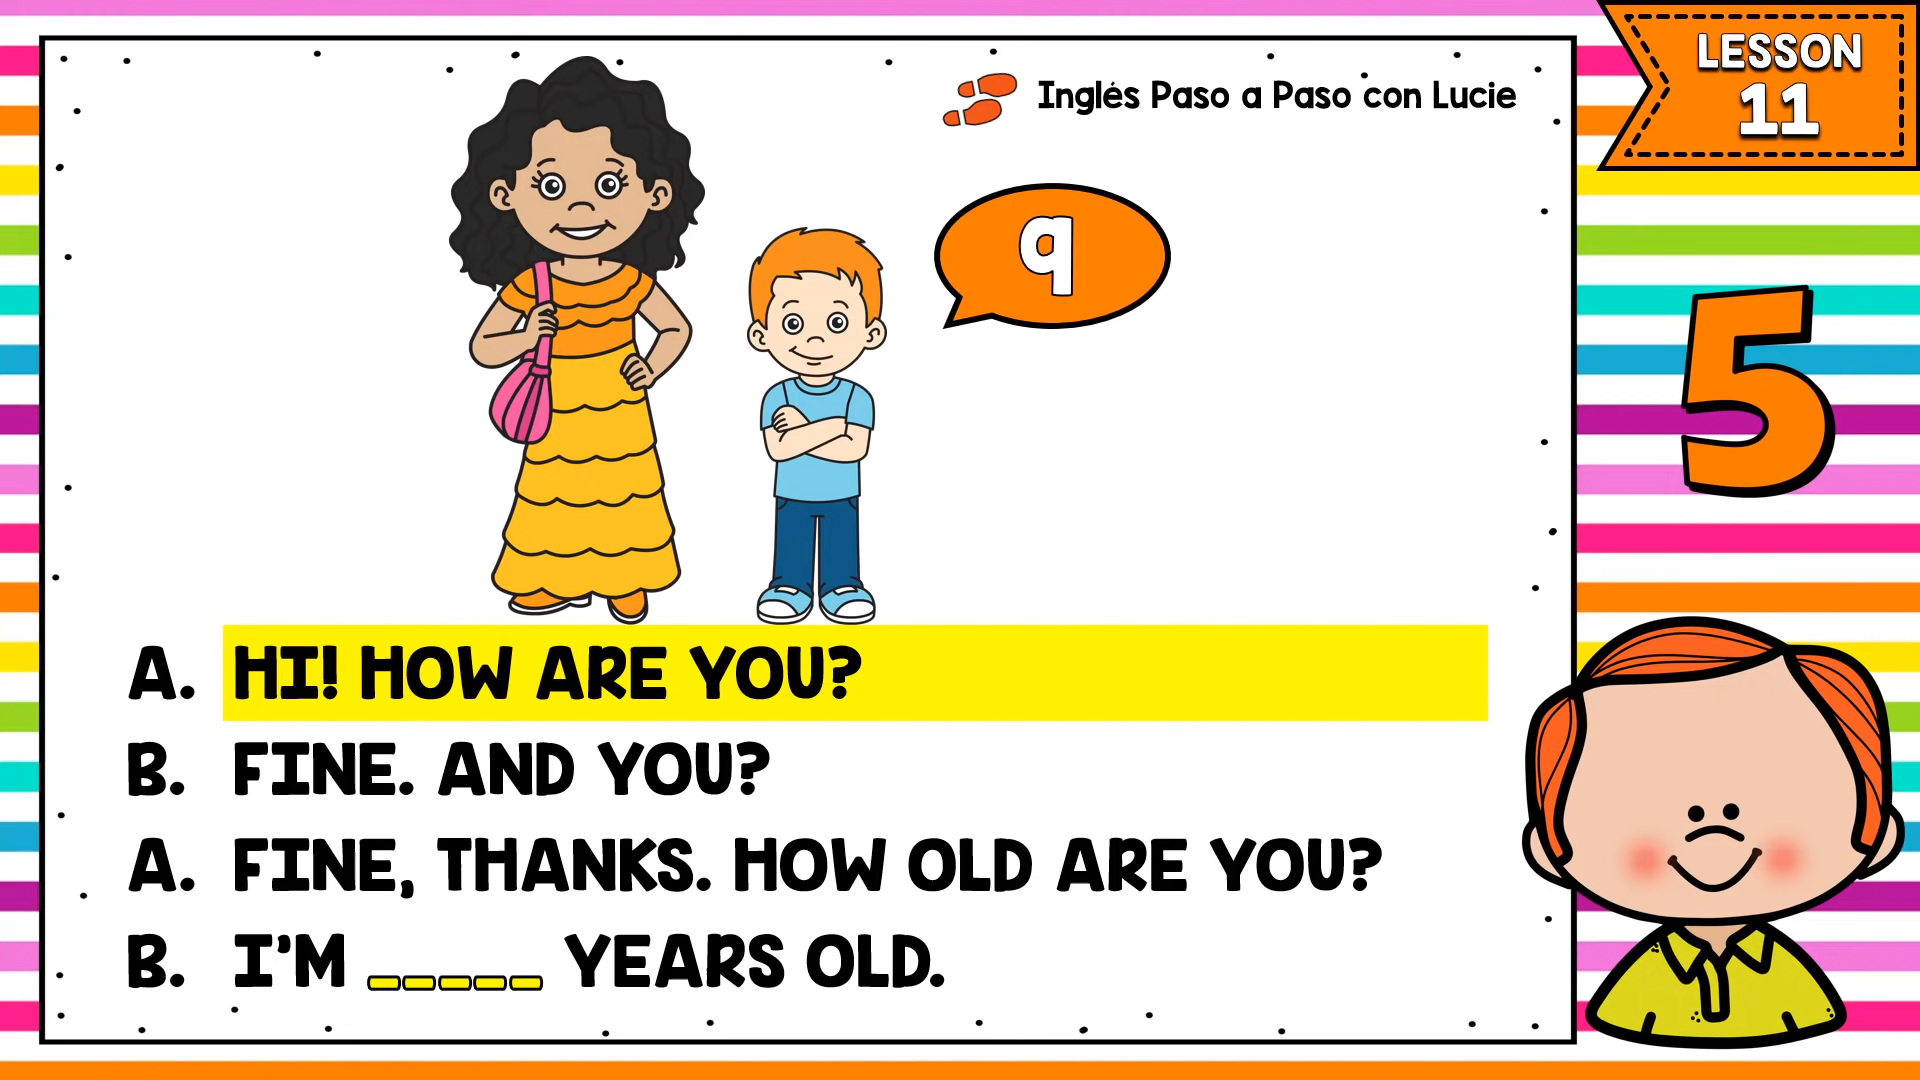 LESSON
11
Inglés Paso a Paso con Lucie
9
5
A. HI! HOW ARE YOU?
B. FINE. AND YOU?
A. FINE, THANKS. HOW OLD ARE YOU?
B. I'M _____ YEARS OLD.